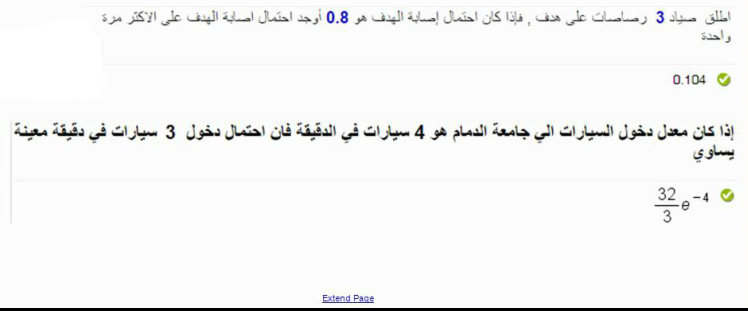 اطلق صياد 3 رصاصات على هدف , فإذا كان احتمال إصابة الهدف هو 0.8 أوجد احتمال اصابة الهدف على الاكثر مرة
واحدة
0.104
إذا كان معدل دخول السيارات الي جامعة الدمام هو 4 سيارات في الدقيقة فان احتمال دخول 3 سيارات في دقيقة معينة
يساوي
32/3 e^-4
Extend Page